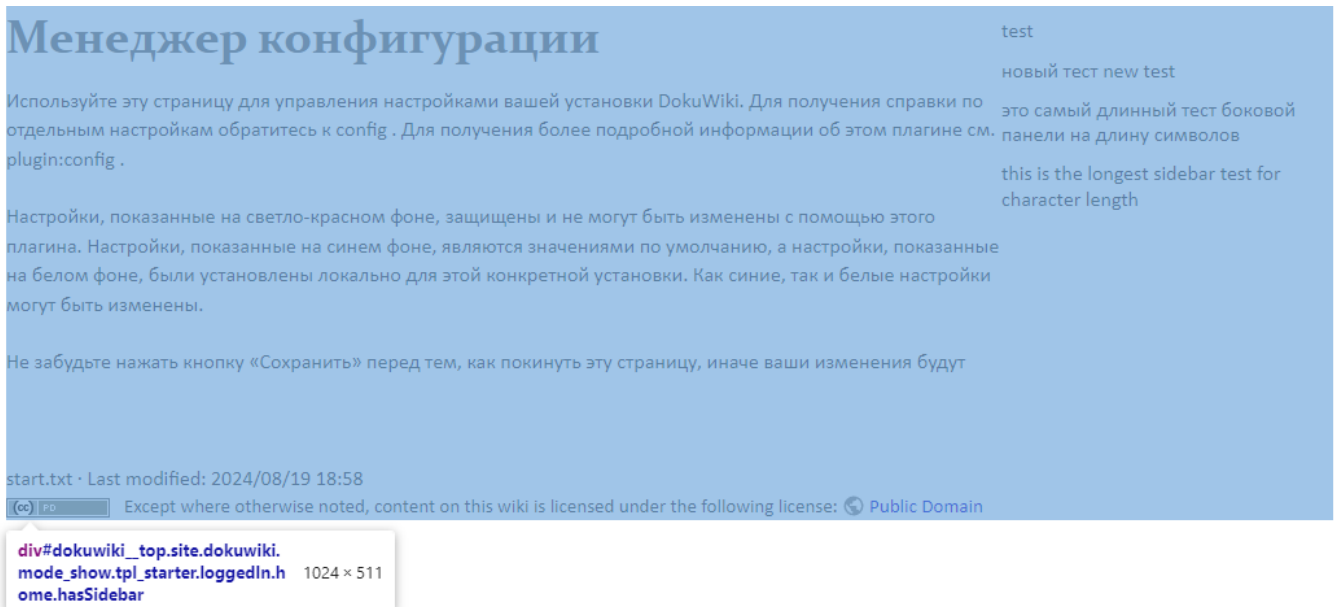 Менеджер конфигурации
Используйте эту страницу для управления настройками вашей установки DokuWiki. Для получения справки по
отдельным настройкам обратитесь к config . Для получения более подробной информации об этом плагине см.
plugin:config .
Настройки, показанные на светло-красном фоне, защищены и не могут быть изменены с помощью этого
плагина. Настройки, показанные на синем фоне, являются значениями по умолчанию, а настройки, показанные
на белом фоне, были установлены локально для этой конкретной установки. Как синие, так и белые настройки
могут быть изменены.
Не забудьте нажать кнопку «Сохранить» перед тем, как покинуть эту страницу, иначе ваши изменения будут
test
новый тест new test
это самый длинный тест боковой
панели на длину символов
this is the longest sidebar test for
character length
start.txt · Last modified: 2024/08/19 18:58
(cc) PD Except where otherwise noted, content on this wiki is licensed under the following license: Public Domain
div#dokuwiki__top.site.dokuwiki.
mode_show.tpl_starter.loggedIn.h 1024 × 511
ome.hasSidebar